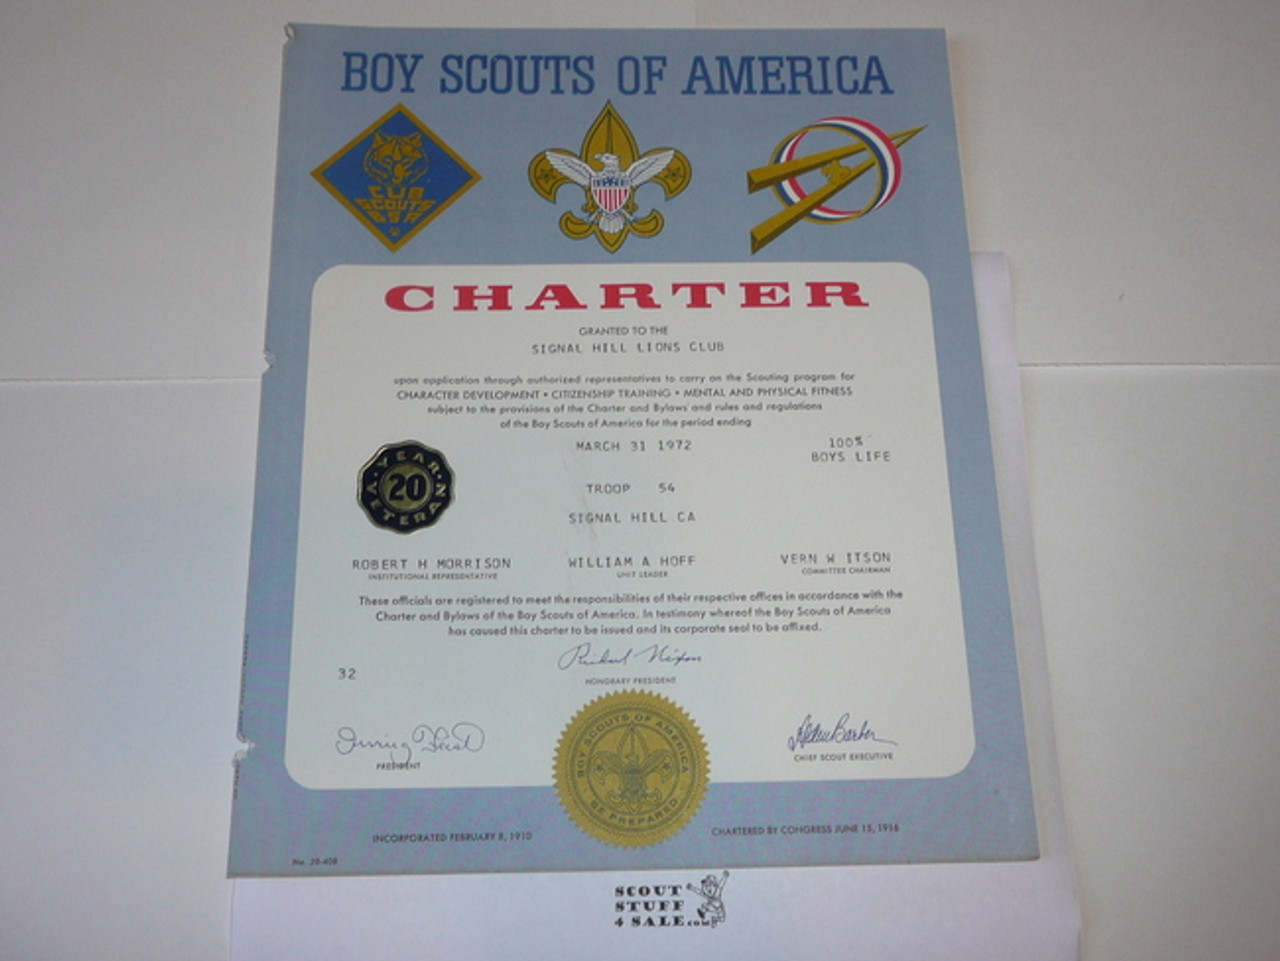 BOY SCOUTS OF AMERICA
CUB
SCOUTS
BSA
CHARTER
GRANTED TO THE
SIGNAL HILL LIONS CLUB
upon application through authorized representatives to carry on the Scouting program for
CHARACTER DEVELOPMENT • CITIZENSHIP TRAINING • MENTAL AND PHYSICAL FITNESS
subject to the provisions of the Charter and Bylaws and rules and regulations
of the Boy Scouts of America for the period ending
MARCH 31 1972
100%
BOYS LIFE
YEAR
20
VETERAN
TROOP 54
SIGNAL HILL CA
ROBERT H MORRISON
INSTITUTIONAL REPRESENTATIVE
WILLIAM A HOFF
UNIT LEADER
VERN W ITSON
COMMITTEE CHAIRMAN
These officials are registered to meet the responsibilities of their respective offices in accordance with the
Charter and Bylaws of the Boy Scouts of America. In testimony whereof the Boy Scouts of America
has caused this charter to be issued and its corporate seal to be affixed.
Richard Nixon
HONORARY PRESIDENT
32
Irving Feist
PRESIDENT
BOY SCOUTS OF AMERICA
BE PREPARED
Alden Barber
CHIEF SCOUT EXECUTIVE
INCORPORATED FEBRUARY 8, 1910
CHARTERED BY CONGRESS JUNE 15, 1916
No. 28-408
SCOUT
STUFF
4 SALE.com